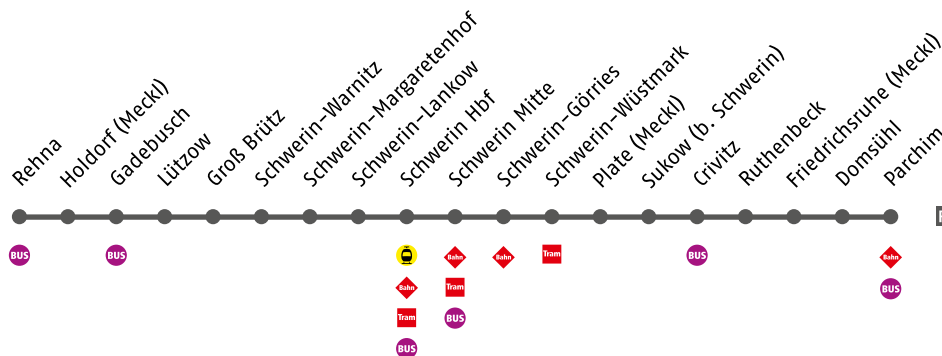 Rehna
Holdorf (Meckl)
Gadebusch
Lützow
Groß Brütz
Schwerin-Warnitz
Schwerin-Margaretenhof
Schwerin-Lankow
Schwerin Hbf
Schwerin Mitte
Schwerin-Görries
Schwerin-Wüstmark
Plate (Meckl)
Sukow (b. Schwerin)
Crivitz
Ruthenbeck
Friedrichsruhe (Meckl)
Domsühl
Parchim
BUS
BUS
Bahn
Bahn
Tram
BUS
Bahn
Bahn
Tram
BUS
Tram
BUS
Tram
BUS
BUS